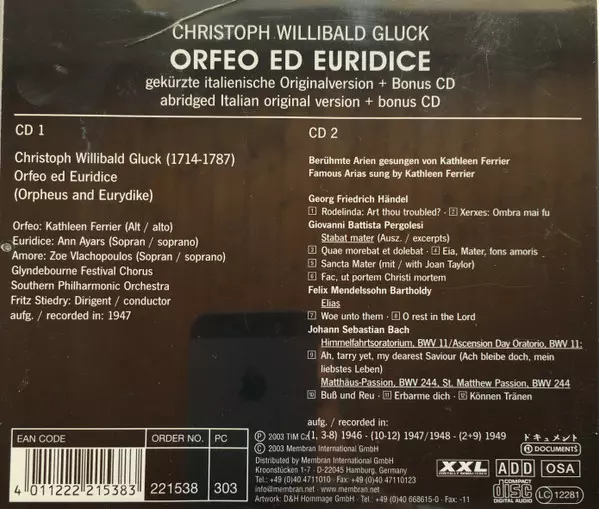 CHRISTOPH WILLIBALD GLUCK
ORFEO ED EURIDICE
gekürzte italienische Originalversion + Bonus CD
abridged Italian original version + bonus CD
CD 1
Christoph Willibald Gluck (1714-1787)
Orfeo ed Euridice
(Orpheus and Eurydike)
Orfeo: Kathleen Ferrier (Alt / alto)
Euridice: Ann Ayars (Sopran / soprano)
Amore: Zoe Vlachopoulos (Sopran / soprano)
Glyndebourne Festival Chorus
Southern Philharmonic Orchestra
Fritz Stiedry: Dirigent / conductor
aufg. / recorded in: 1947
CD 2
Berühmte Arien gesungen von Kathleen Ferrier
Famous Arias sung by Kathleen Ferrier
Georg Friedrich Händel
1 Rodelinda: Art thou troubled? · 2 Xerxes: Ombra mai fu
Giovanni Battista Pergolesi
Stabat mater (Ausz. / excerpts)
3 Quae morebat et dolebat · 4 Eia, Mater, fons amoris
5 Sancta Mater (mit / with Joan Taylor)
6 Fac, ut portem Christi mortem
Felix Mendelssohn Bartholdy
Elias
7 Woe unto them · 8 O rest in the Lord
Johann Sebastian Bach
Himmelfahrtsoratorium, BWV 11/Ascension Day Oratorio, BWV 11:
9 Ah, tarry yet, my dearest Saviour (Ach bleibe doch, mein
liebstes Leben)
Matthäus-Passion, BWV 244, St. Matthew Passion, BWV 244
10 Buß und Reu · 11 Erbarme dich · 12 Können Tränen
aufg. / recorded in:
(1, 3-8) 1946 - (10-12) 1947/1948 - (2+9) 1949
EAN CODE
ORDER NO.
PC
4 011222 215383
221538
303
Ⓟ 2003 TIM Co.
© 2003 Membran International GmbH
Distributed by Membran International GmbH
Kroonstücken 1-7 · D-22045 Hamburg, Germany
Tel.: +49(0)40 4711010 · Fax: +49(0)40 47110123
info@membran.net · www.membran.net
Artwork: D&H Hommage GmbH · Tel.: +49(0)40 668615-0 · Fax: -11
ドキュメント
DOCUMENTS
XXL
DIGITALLY REMASTERED
COMPACT
disc
DIGITAL AUDIO
ADD
OSA
LC 12281